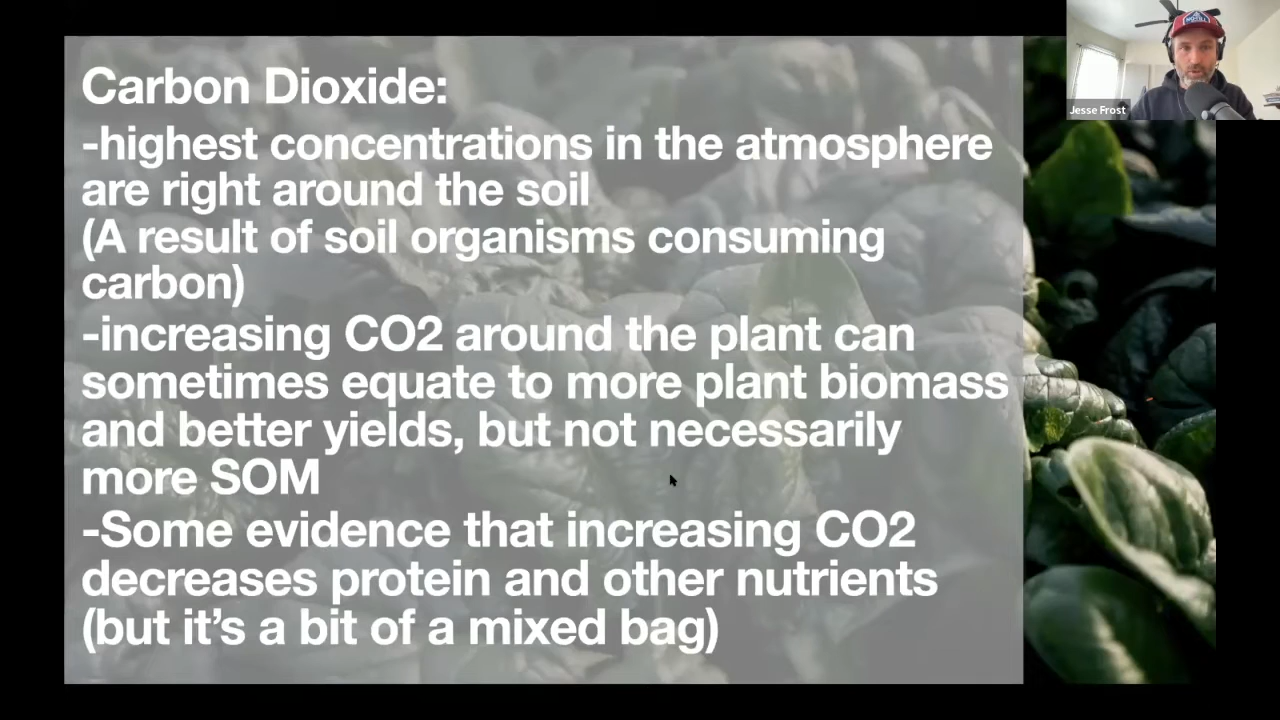 Carbon Dioxide:
-highest concentrations in the atmosphere
are right around the soil
(A result of soil organisms consuming
carbon)
-increasing CO2 around the plant can
sometimes equate to more plant biomass
and better yields, but not necessarily
more SOM
-Some evidence that increasing CO2
decreases protein and other nutrients
(but it’s a bit of a mixed bag)
Jesse Frost